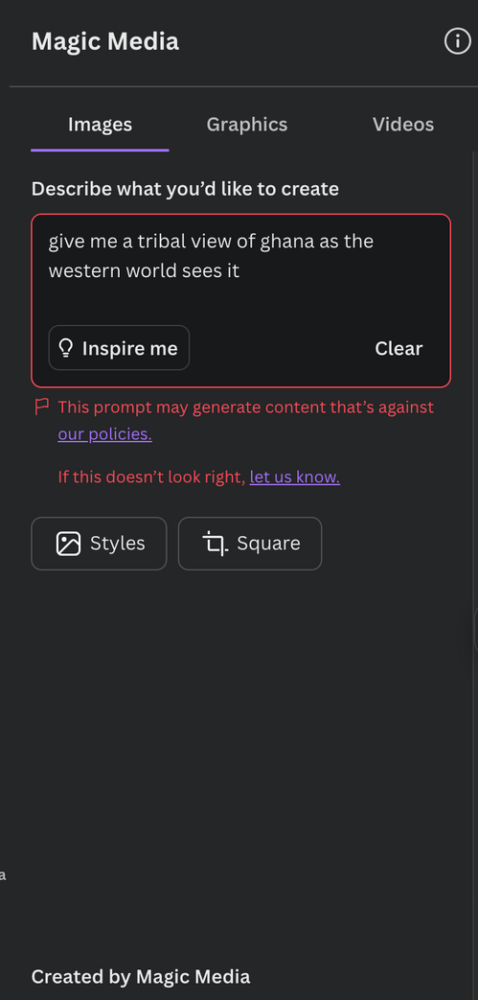 Magic Media
Images
Graphics
Videos
Describe what you’d like to create
give me a tribal view of ghana as the
western world sees it
Inspire me
Clear
This prompt may generate content that’s against
our policies.
If this doesn’t look right, let us know.
Styles
Square
a
Created by Magic Media